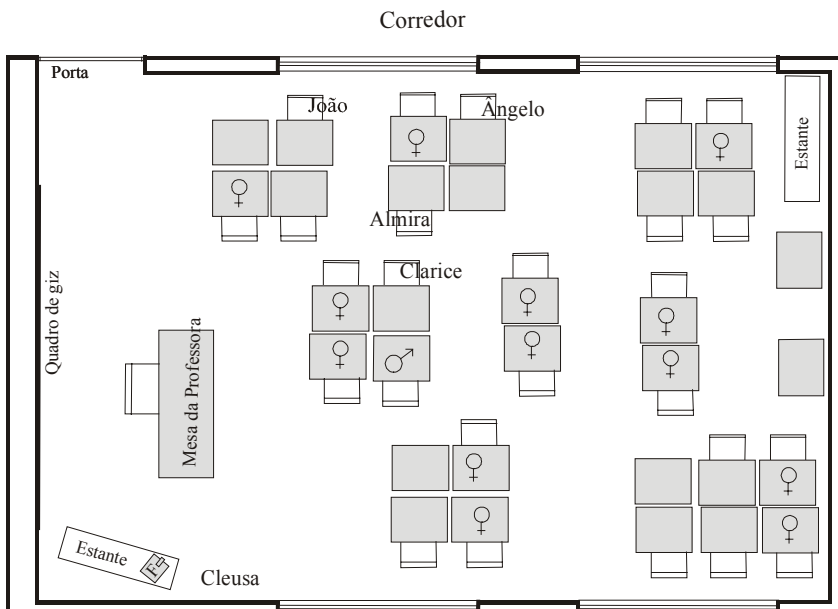 Corredor
Porta
João
Ângelo
Estante
Almira
Clarice
Quadro de giz
Mesa da Professora
Estante
F
Cleusa